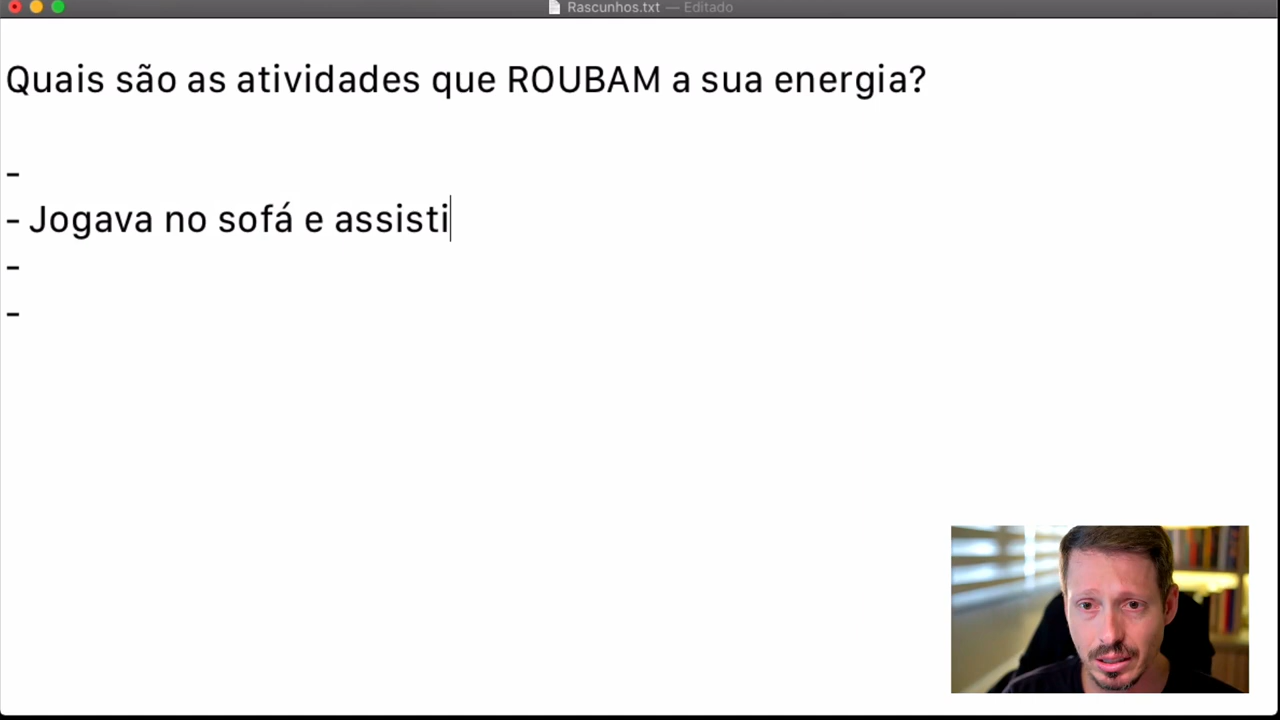 Rascunhos.txt — Editado
Quais são as atividades que ROUBAM a sua energia?
-
- Jogava no sofá e assisti
-
-